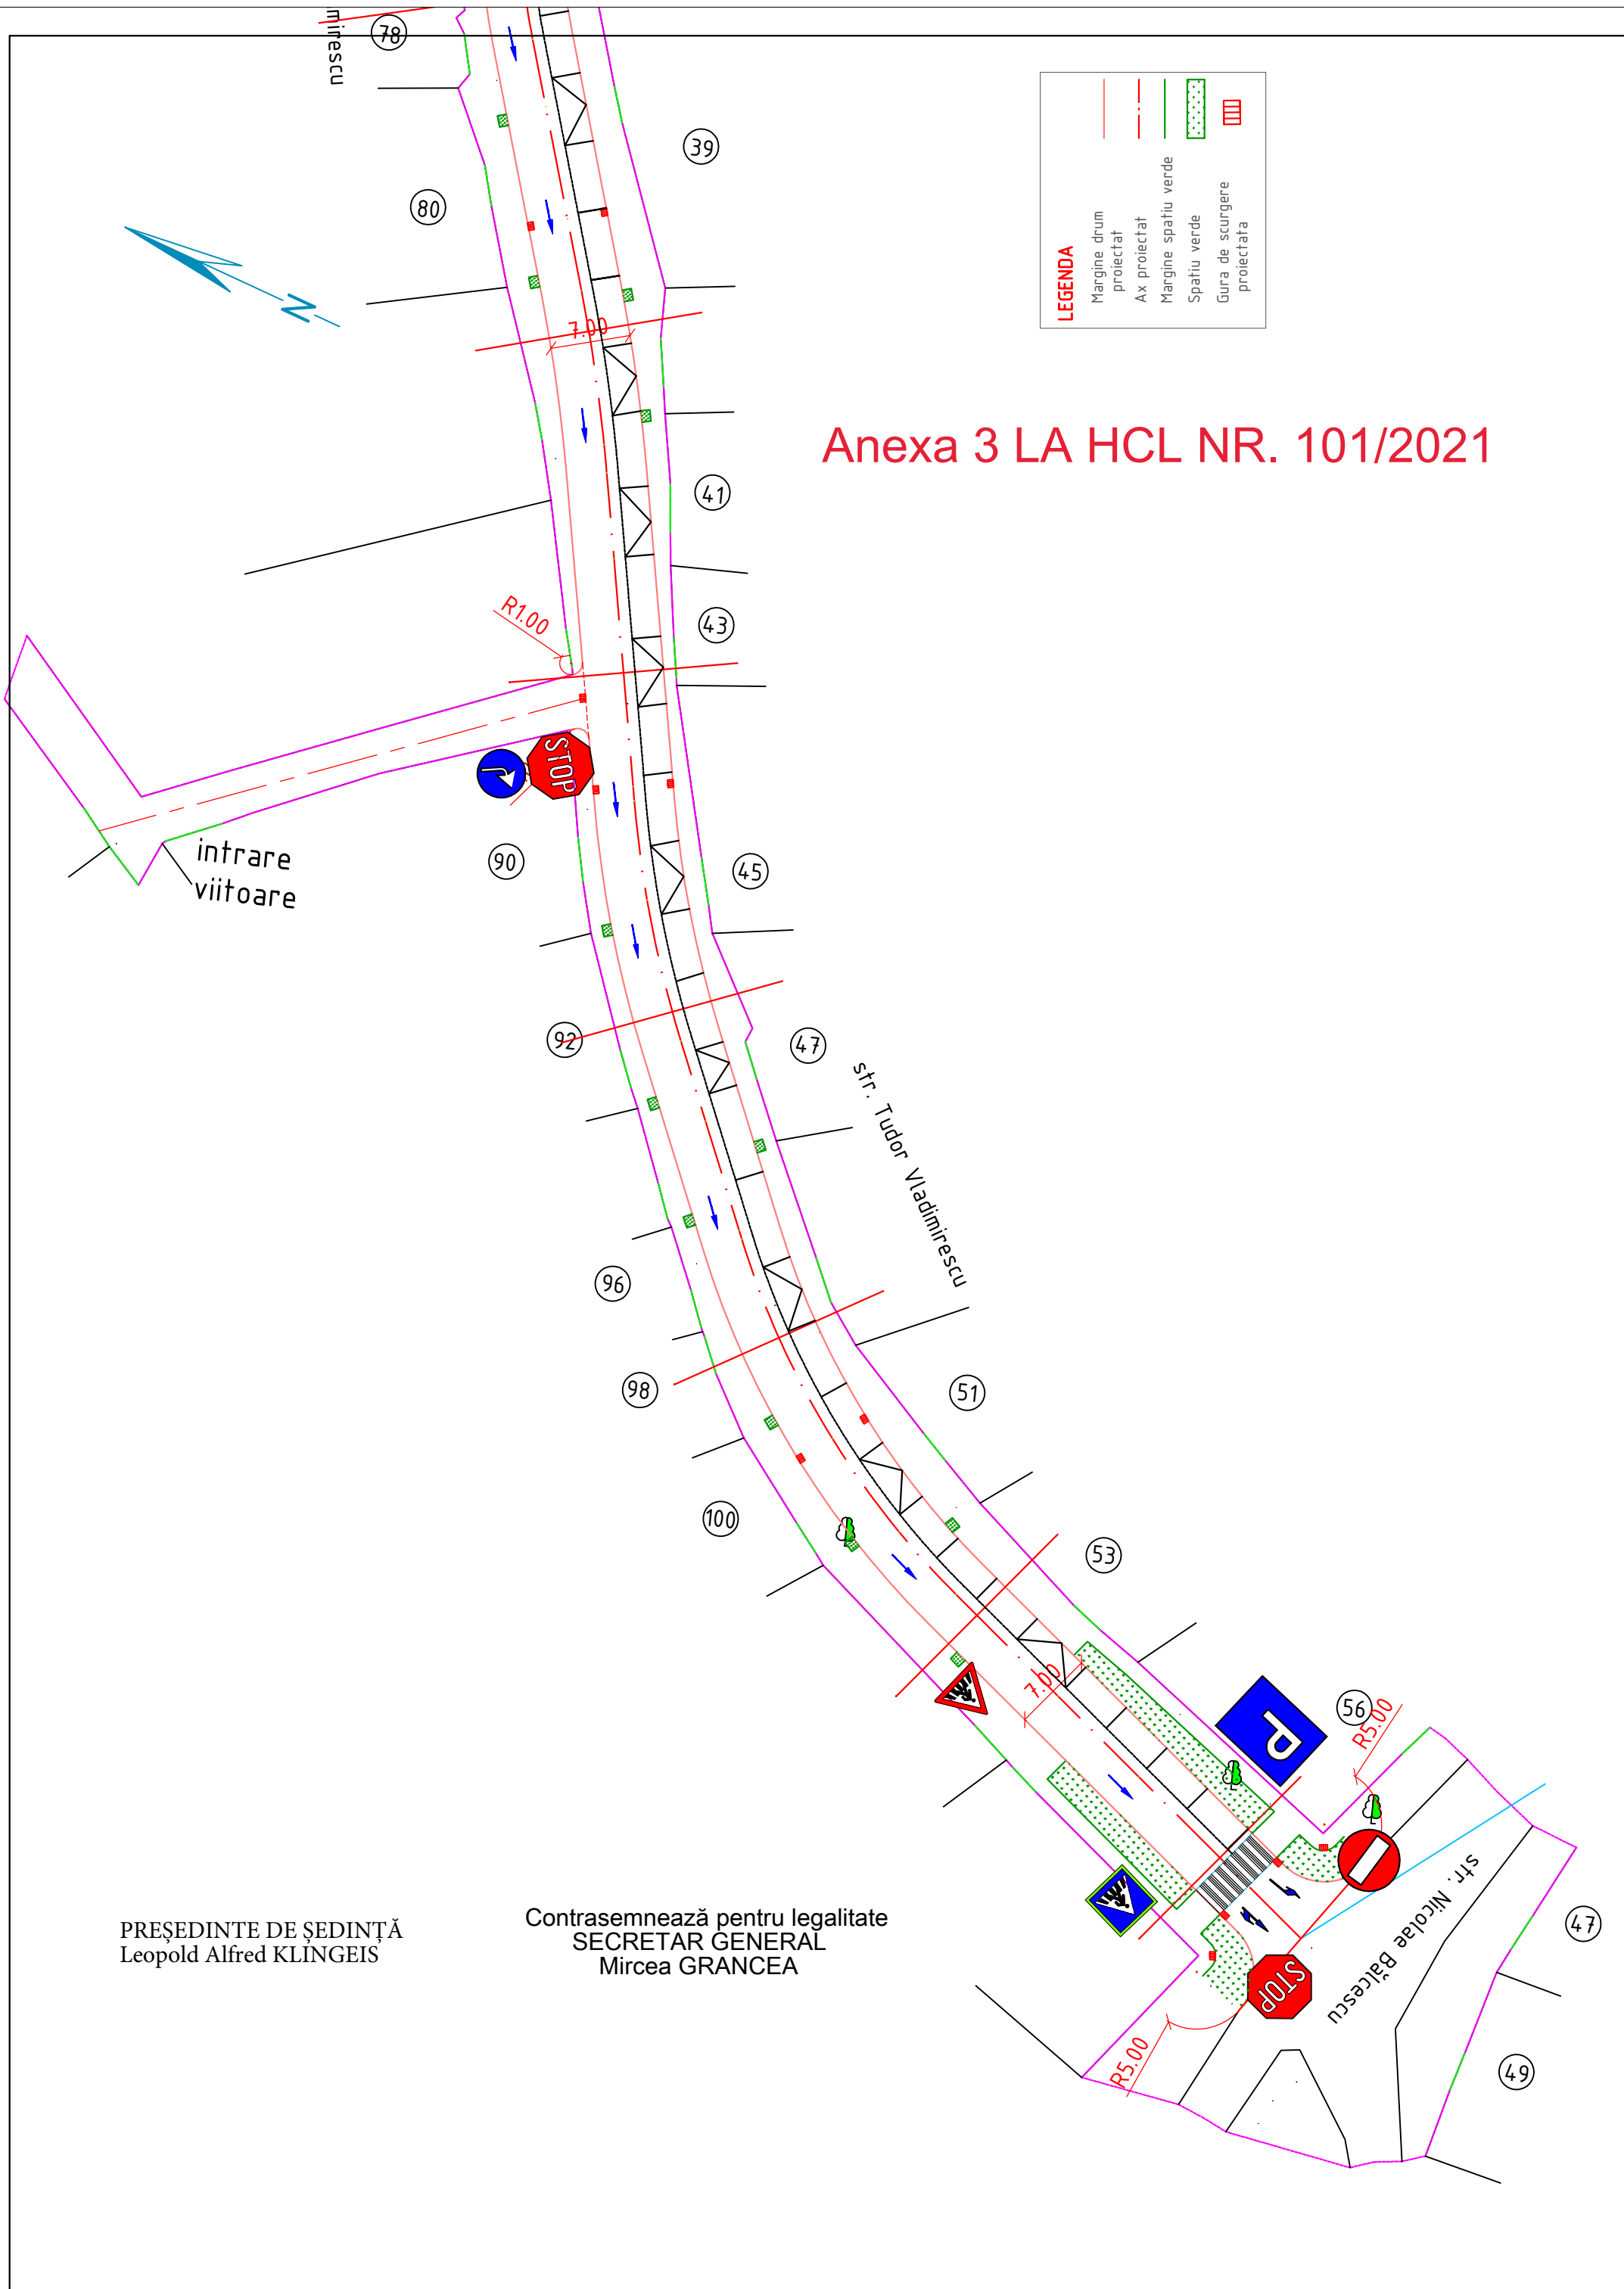 mirescu
78
39
80
LEGENDA
Margine drum
proiectat
Ax proiectat
Margine spatiu verde
Spatiu verde
Gura de scurgere
proiectata
N
7.00
Anexa 3 LA HCL NR. 101/2021
41
R1.00
43
STOP
intrare
viitoare
90
45
92
47
str. Tudor Vladimirescu
96
98
51
100
53
7.00
P
56
R5.00
str. Nicolae Bălcescu
47
STOP
R5.00
49
PREȘEDINTE DE ȘEDINȚĂ
Leopold Alfred KLINGEIS
Contrasemnează pentru legalitate
SECRETAR GENERAL
Mircea GRANCEA